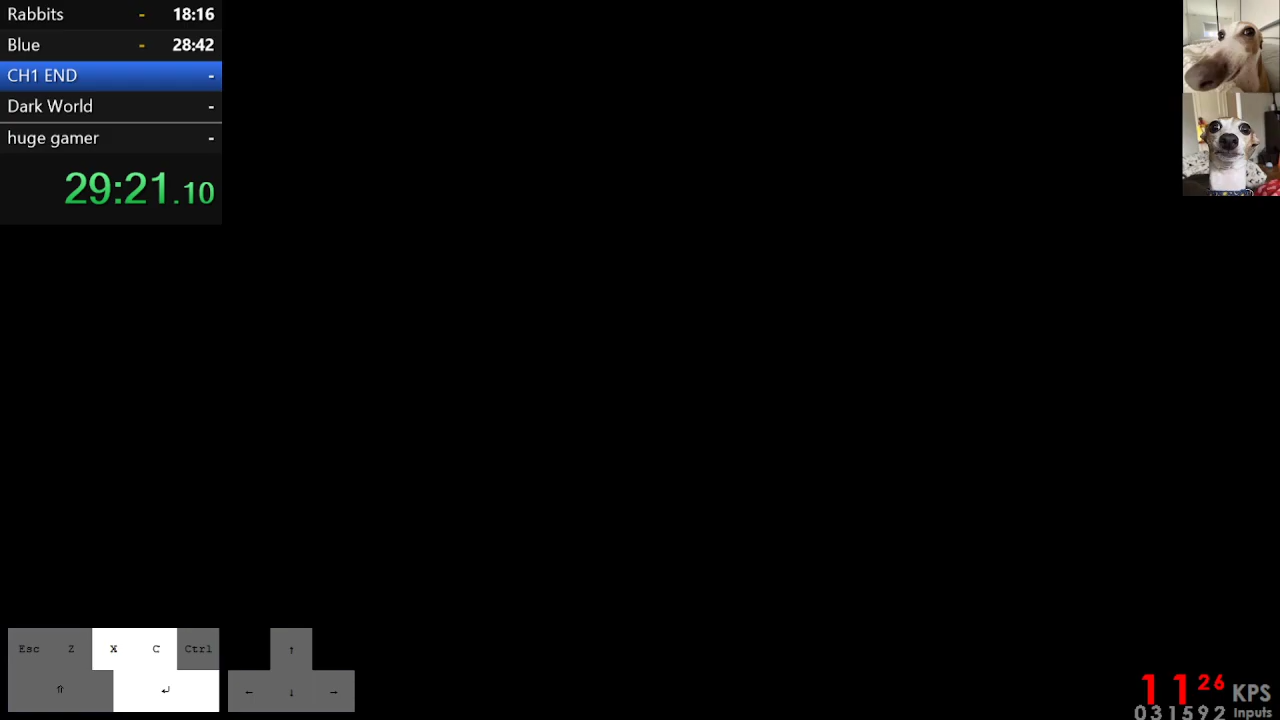 Rabbits - 18:16
Blue - 28:42
CH1 END -
Dark World -
huge gamer -
29:21.10
Esc Z X C Ctrl ↑
⇧ ↵ ← ↓ →
11 26 KPS
031592 Inputs